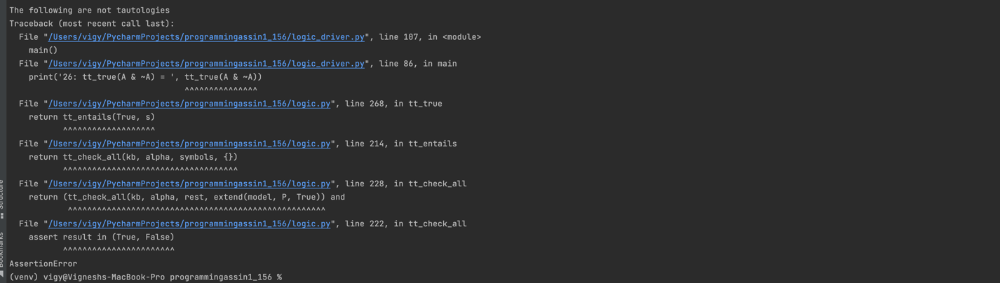 The following are not tautologies
Traceback (most recent call last):
  File "/Users/vigy/PycharmProjects/programmingassin1_156/logic_driver.py", line 107, in <module>
    main()
  File "/Users/vigy/PycharmProjects/programmingassin1_156/logic_driver.py", line 86, in main
    print('26: tt_true(A & ~A) = ', tt_true(A & ~A))
                                    ^^^^^^^^^^^^^^^
  File "/Users/vigy/PycharmProjects/programmingassin1_156/logic.py", line 268, in tt_true
    return tt_entails(True, s)
           ^^^^^^^^^^^^^^^^^^^
  File "/Users/vigy/PycharmProjects/programmingassin1_156/logic.py", line 214, in tt_entails
    return tt_check_all(kb, alpha, symbols, {})
           ^^^^^^^^^^^^^^^^^^^^^^^^^^^^^^^^^^^^
  File "/Users/vigy/PycharmProjects/programmingassin1_156/logic.py", line 228, in tt_check_all
    return (tt_check_all(kb, alpha, rest, extend(model, P, True)) and
            ^^^^^^^^^^^^^^^^^^^^^^^^^^^^^^^^^^^^^^^^^^^^^^^^^^^^^
  File "/Users/vigy/PycharmProjects/programmingassin1_156/logic.py", line 222, in tt_check_all
    assert result in (True, False)
           ^^^^^^^^^^^^^^^^^^^^^^^
AssertionError
(venv) vigy@Vigneshs-MacBook-Pro programmingassin1_156 %
Structure
Bookmarks